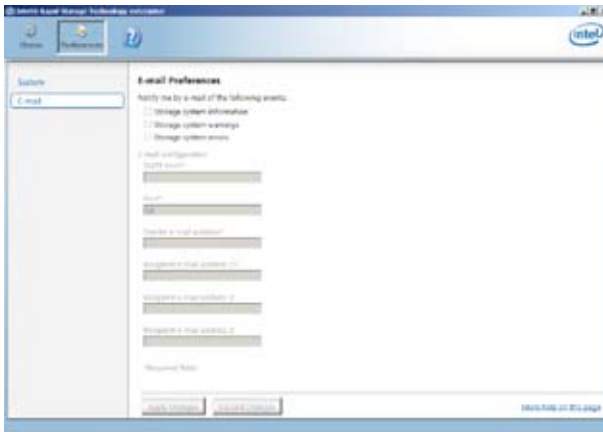 Intel® Rapid Storage Technology enterprise
Home Preferences
intel
System
E-mail
E-mail Preferences
Notify me by e-mail of the following events:
Storage system information
Storage system warnings
Storage system errors
E-mail configuration
SMTP host*
Port*
Sender e-mail address*
Recipient e-mail address 1*
Recipient e-mail address 2
Recipient e-mail address 3
*Required fields
Apply Changes Discard Changes
More help on this page